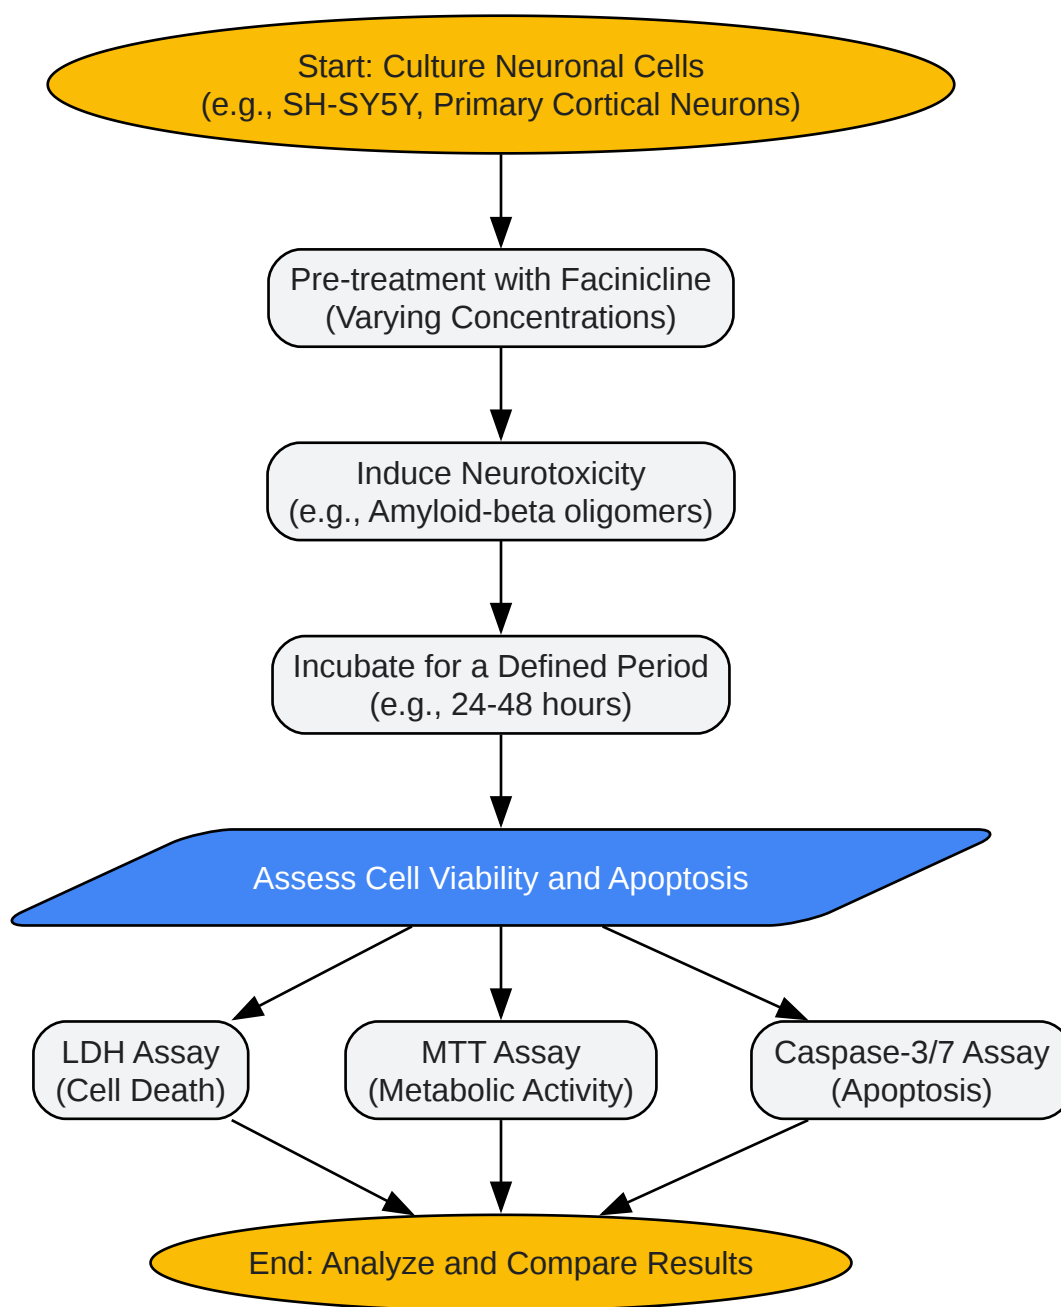 Start: Culture Neuronal Cells
(e.g., SH-SY5Y, Primary Cortical Neurons)
Pre-treatment with Facinicline
(Varying Concentrations)
Induce Neurotoxicity
(e.g., Amyloid-beta oligomers)
Incubate for a Defined Period
(e.g., 24-48 hours)
Assess Cell Viability and Apoptosis
LDH Assay
(Cell Death)
MTT Assay
(Metabolic Activity)
Caspase-3/7 Assay
(Apoptosis)
End: Analyze and Compare Results